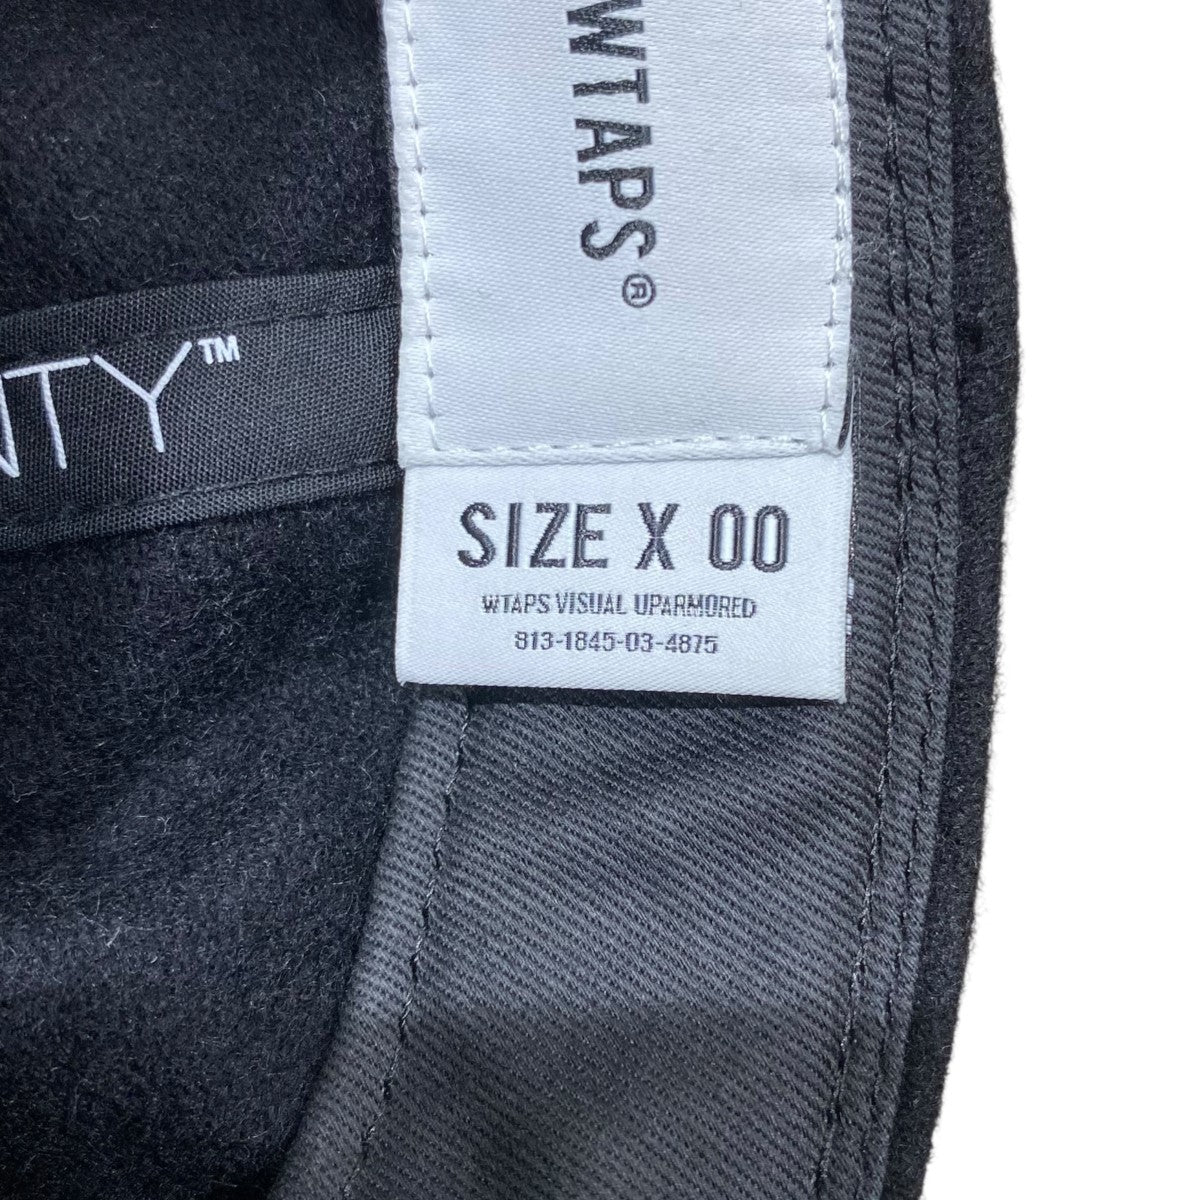 WTAPS®
NTY™
SIZE X 00
WTAPS VISUAL UPARMORED
813-1845-03-4875